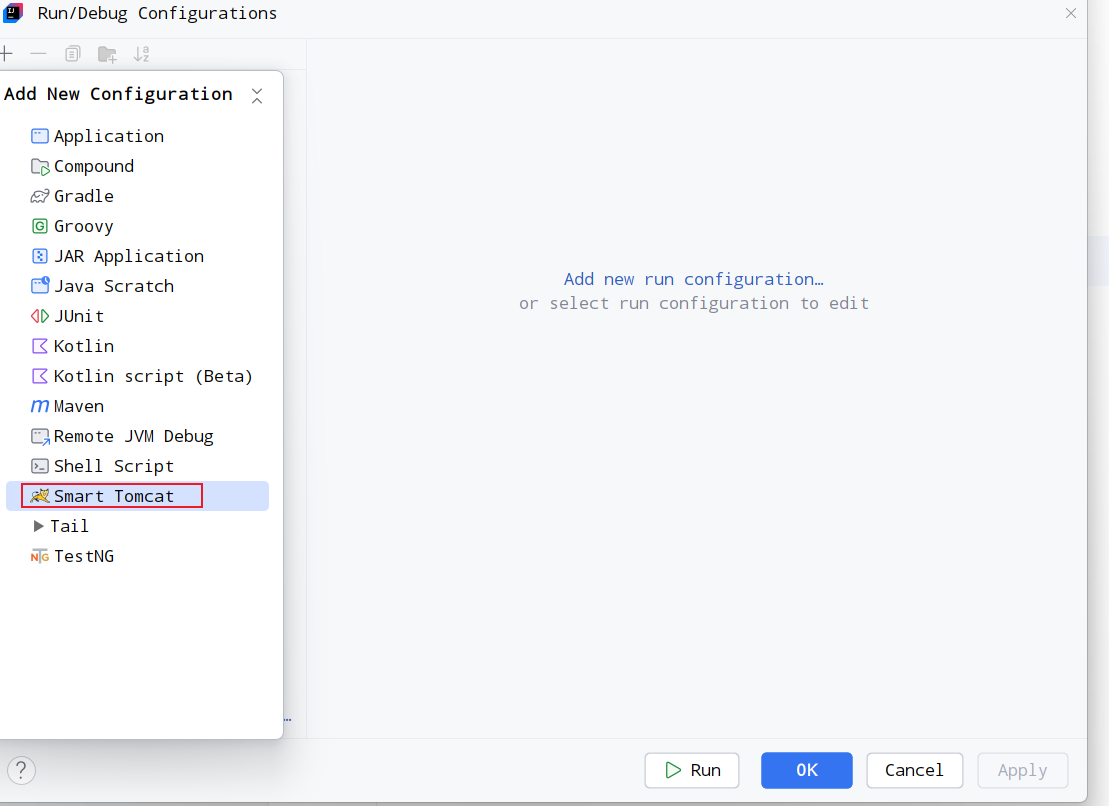 Run/Debug Configurations
Add New Configuration
Application
Compound
Gradle
Groovy
JAR Application
Java Scratch
JUnit
Kotlin
Kotlin script (Beta)
Maven
Remote JVM Debug
Shell Script
Smart Tomcat
Tail
TestNG
Add new run configuration…
or select run configuration to edit
…
?
Run
OK
Cancel
Apply